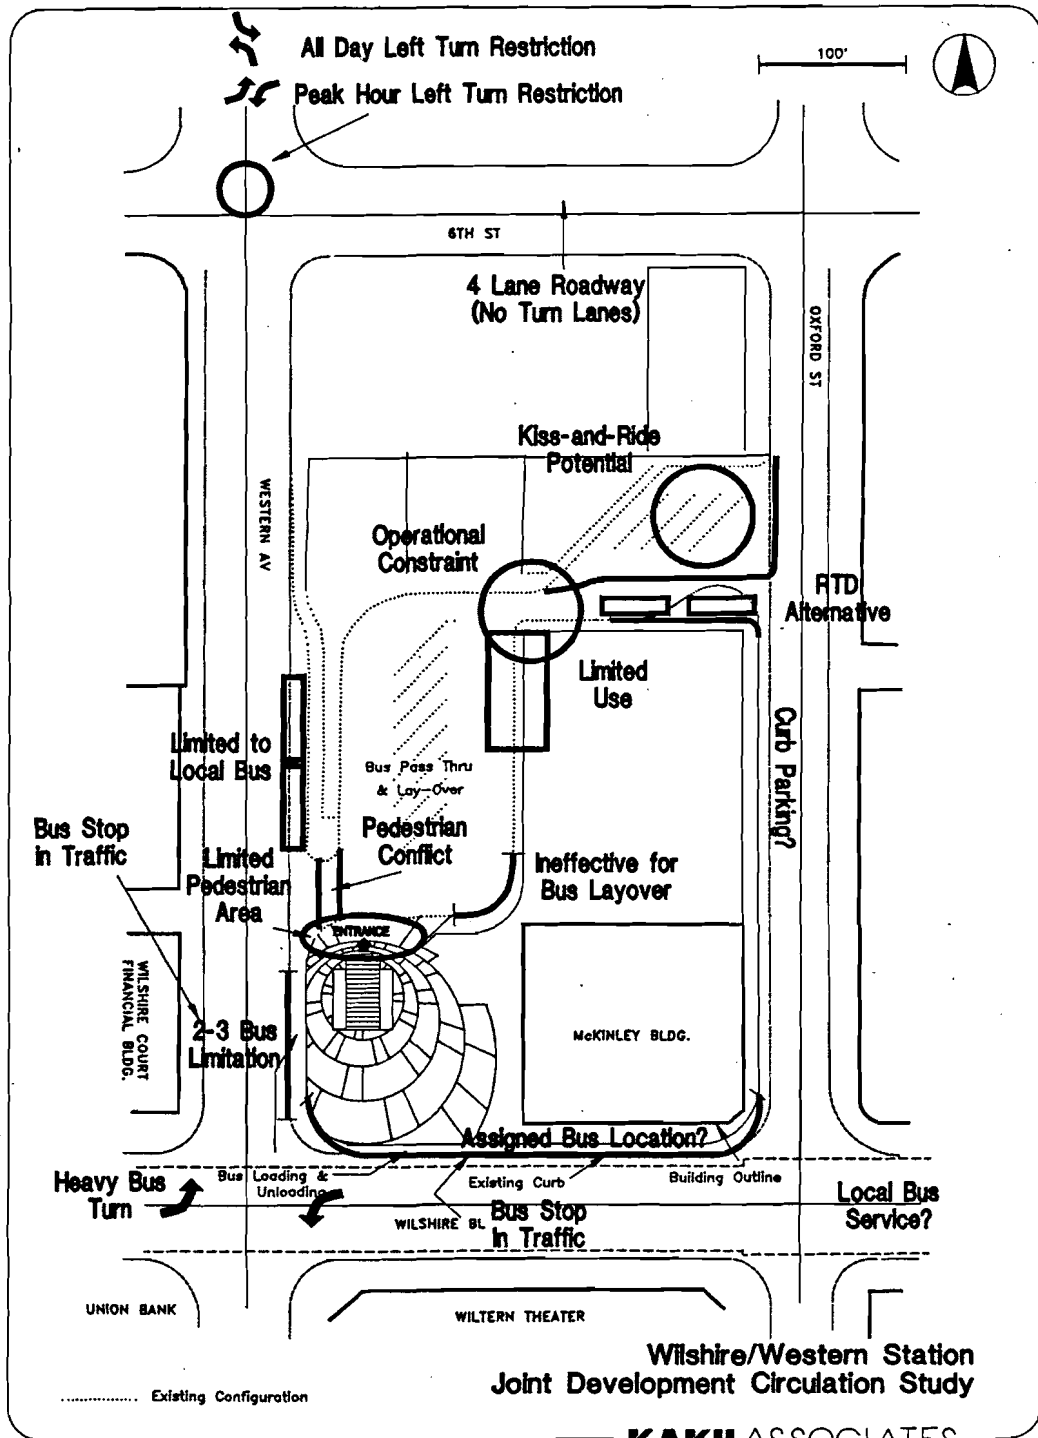 All Day Left Turn Restriction
100'
Peak Hour Left Turn Restriction
6TH ST
4 Lane Roadway
(No Turn Lanes)
OXFORD ST
Kiss-and-Ride
Potential
WESTERN AV
Operational
Constraint
RTD
Alternative
Limited
Use
Curb Parking?
Limited to
Local Bus
Bus Pass Thru
& Lay-Over
Bus Stop
in Traffic
Pedestrian
Conflict
Limited
Pedestrian
Area
Ineffective for
Bus Layover
ENTRANCE
WILSHIRE COURT
FINANCIAL BLDG.
2-3 Bus
Limitation
McKINLEY BLDG.
Assigned Bus Location?
Heavy Bus
Turn
Bus Loading &
Unloading
Existing Curb
Building Outline
Local Bus
Service?
WILSHIRE BL
Bus Stop
In Traffic
UNION BANK
WILTERN THEATER
Wilshire/Western Station
Joint Development Circulation Study
Existing Configuration
KAKU ASSOCIATES